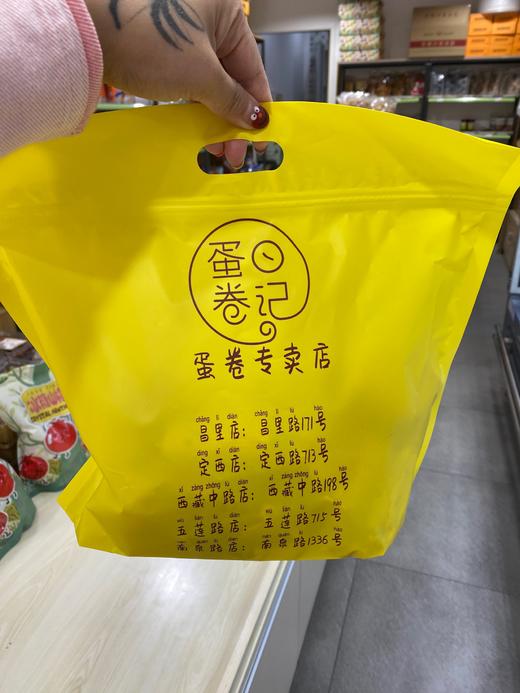 蛋卷
日记
蛋卷专卖店
chāng lǐ diàn chāng lǐ lù hào
昌里店：昌里路171号
dìng xī diàn dìng xī lù hào
定西店：定西路713号
xī zàng zhōng lù diàn xī zàng zhōng lù hào
西藏中路店：西藏中路198号
wǔ lián lù diàn wǔ lián lù hào
五莲路店：五莲路715号
nán quán lù diàn nán quán lù hào
南泉路店：南泉路1336号